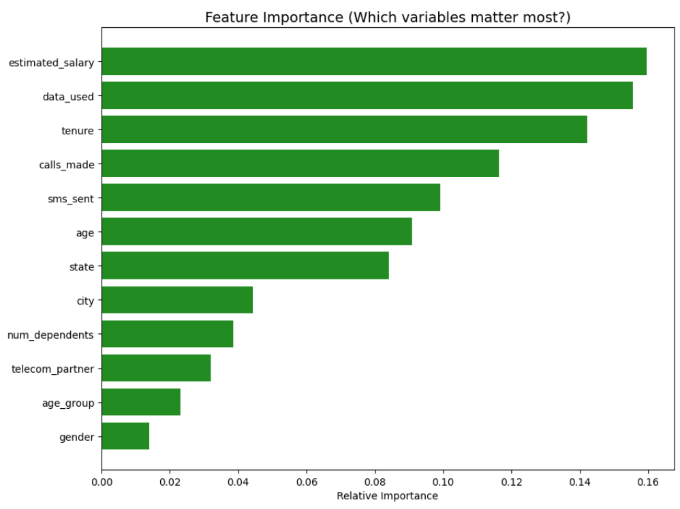 Feature Importance (Which variables matter most?)
estimated_salary
data_used
tenure
calls_made
sms_sent
age
state
city
num_dependents
telecom_partner
age_group
gender
0.00 0.02 0.04 0.06 0.08 0.10 0.12 0.14 0.16
Relative Importance